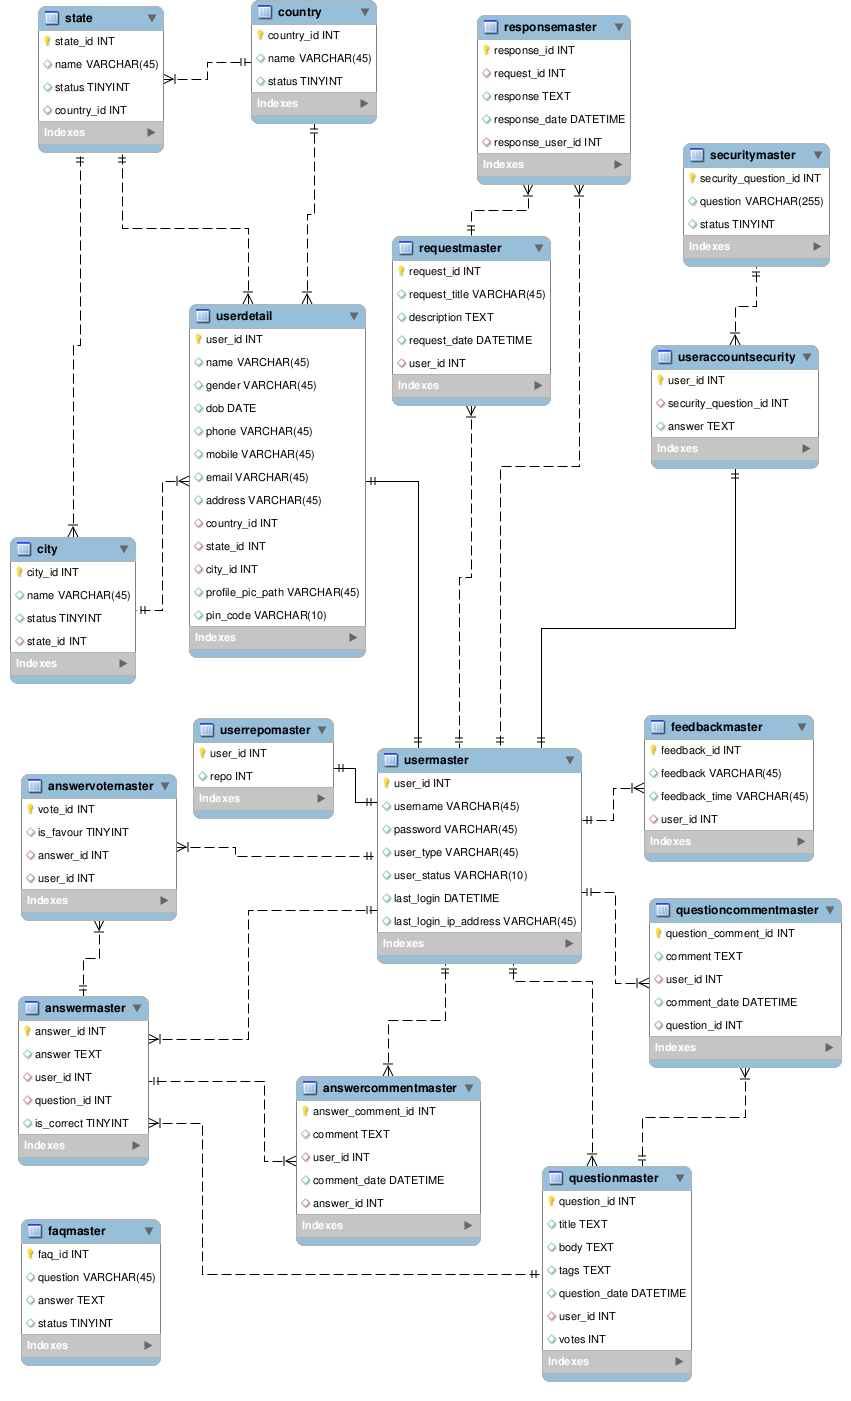 state
state_id INT
name VARCHAR(45)
status TINYINT
country_id INT
Indexes
country
country_id INT
name VARCHAR(45)
status TINYINT
Indexes
responsemaster
response_id INT
request_id INT
response TEXT
response_date DATETIME
response_user_id INT
Indexes
securitymaster
security_question_id INT
question VARCHAR(255)
status TINYINT
Indexes
requestmaster
request_id INT
request_title VARCHAR(45)
description TEXT
request_date DATETIME
user_id INT
Indexes
userdetail
user_id INT
name VARCHAR(45)
gender VARCHAR(45)
dob DATE
phone VARCHAR(45)
mobile VARCHAR(45)
email VARCHAR(45)
address VARCHAR(45)
country_id INT
state_id INT
city_id INT
profile_pic_path VARCHAR(45)
pin_code VARCHAR(10)
Indexes
useraccountsecurity
user_id INT
security_question_id INT
answer TEXT
Indexes
city
city_id INT
name VARCHAR(45)
status TINYINT
state_id INT
Indexes
userrepomaster
user_id INT
repo INT
Indexes
usermaster
user_id INT
username VARCHAR(45)
password VARCHAR(45)
user_type VARCHAR(45)
user_status VARCHAR(10)
last_login DATETIME
last_login_ip_address VARCHAR(45)
Indexes
feedbackmaster
feedback_id INT
feedback VARCHAR(45)
feedback_time VARCHAR(45)
user_id INT
Indexes
answervotemaster
vote_id INT
is_favour TINYINT
answer_id INT
user_id INT
Indexes
questioncommentmaster
question_comment_id INT
comment TEXT
user_id INT
comment_date DATETIME
question_id INT
Indexes
answermaster
answer_id INT
answer TEXT
user_id INT
question_id INT
is_correct TINYINT
Indexes
answercommentmaster
answer_comment_id INT
comment TEXT
user_id INT
comment_date DATETIME
answer_id INT
Indexes
questionmaster
question_id INT
title TEXT
body TEXT
tags TEXT
question_date DATETIME
user_id INT
votes INT
Indexes
faqmaster
faq_id INT
question VARCHAR(45)
answer TEXT
status TINYINT
Indexes